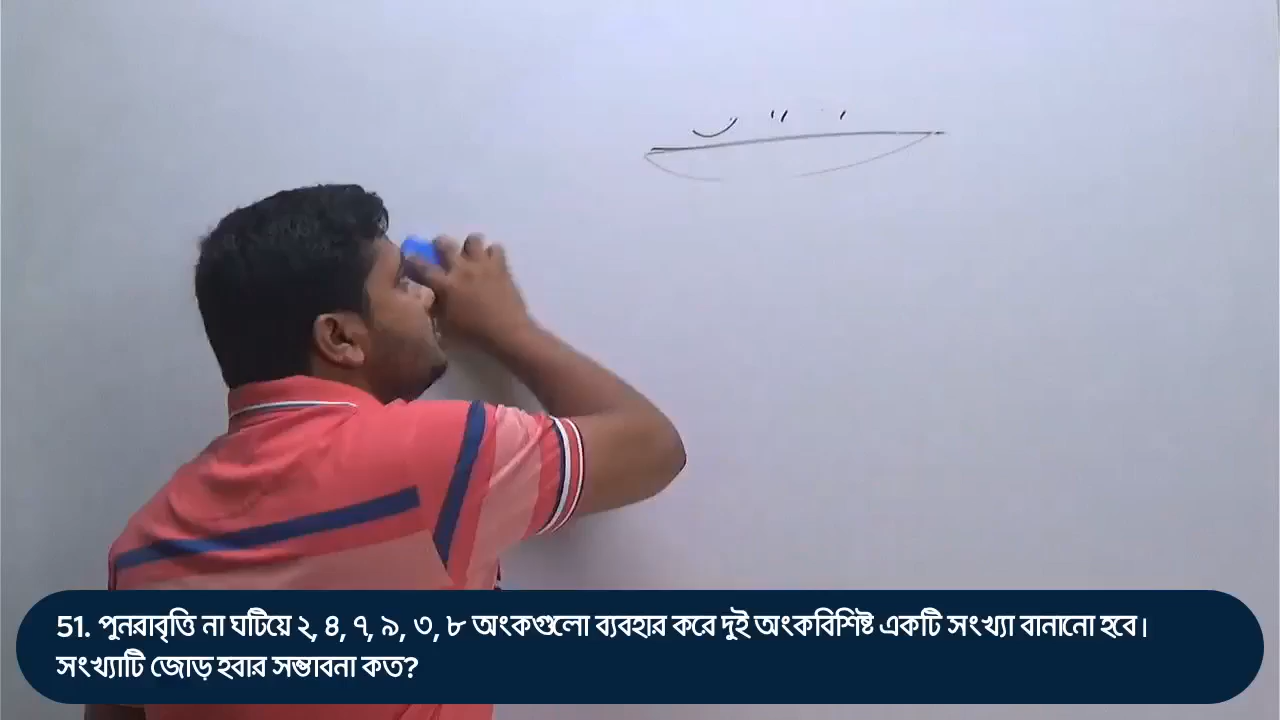 51. পুনরাবৃত্তি না ঘটিয়ে ২, ৪, ৭, ৯, ৩, ৮ অংকগুলো ব্যবহার করে দুই অংকবিশিষ্ট একটি সংখ্যা বানানো হবে।
সংখ্যাটি জোড় হবার সম্ভাবনা কত?